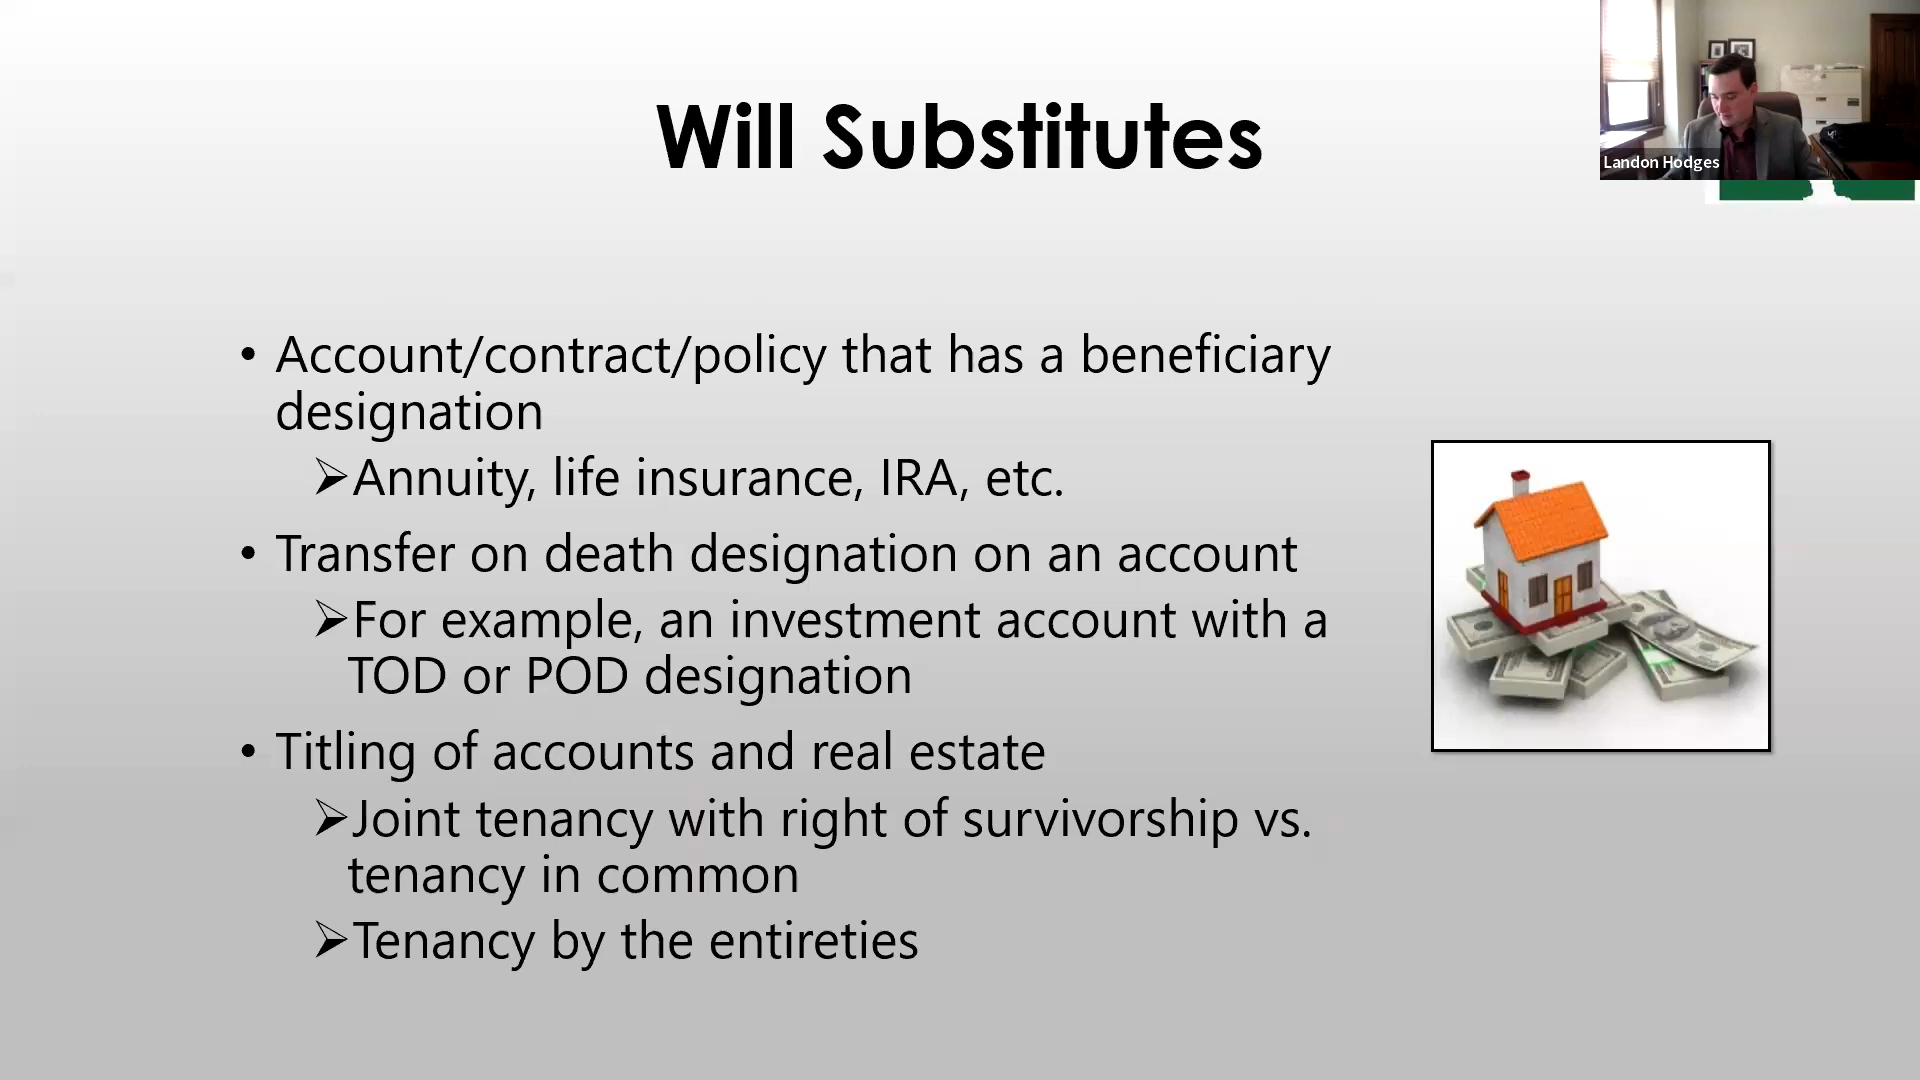 Will Substitutes
Landon Hodges
• Account/contract/policy that has a beneficiary
designation
➢Annuity, life insurance, IRA, etc.
• Transfer on death designation on an account
➢For example, an investment account with a
TOD or POD designation
• Titling of accounts and real estate
➢Joint tenancy with right of survivorship vs.
tenancy in common
➢Tenancy by the entireties